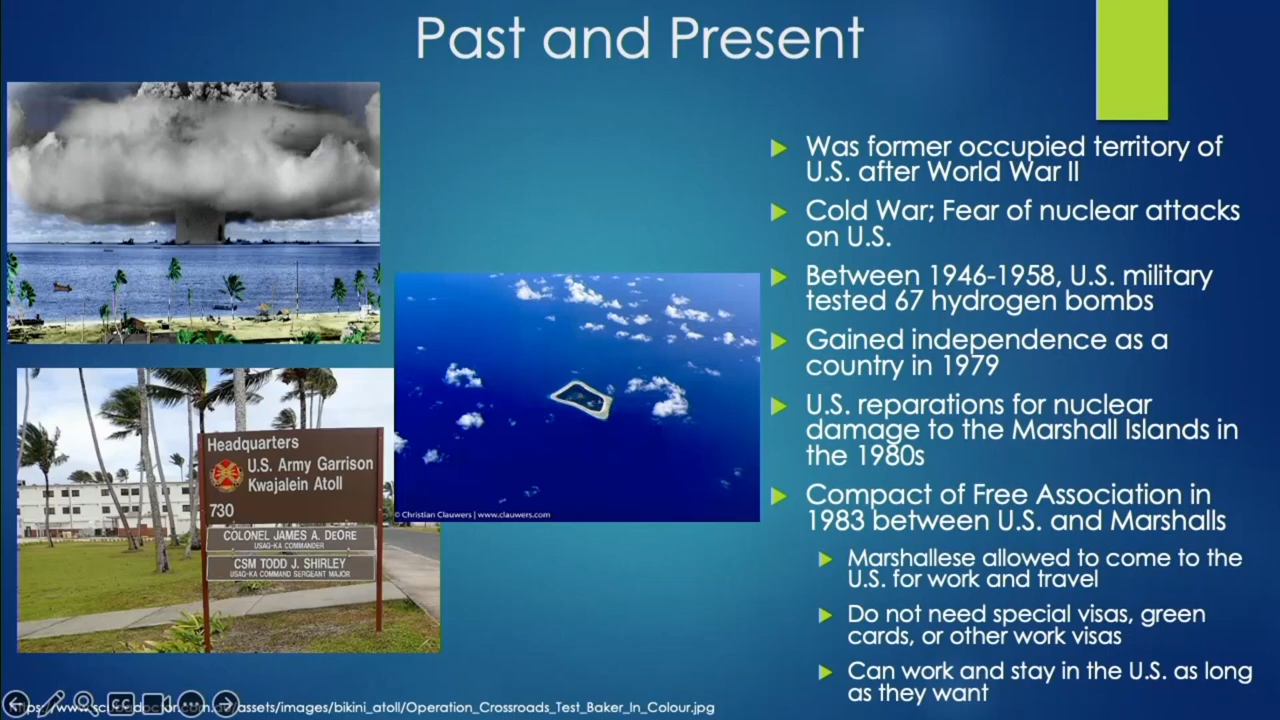 Past and Present
Was former occupied territory of
U.S. after World War II
Cold War; Fear of nuclear attacks
on U.S.
Between 1946-1958, U.S. military
tested 67 hydrogen bombs
Gained independence as a
country in 1979
U.S. reparations for nuclear
damage to the Marshall Islands in
the 1980s
Compact of Free Association in
1983 between U.S. and Marshalls
Marshallese allowed to come to the
U.S. for work and travel
Do not need special visas, green
cards, or other work visas
Can work and stay in the U.S. as long
as they want
© Christian Clauwers | www.clauwers.com
Headquarters
U.S. Army Garrison
Kwajalein Atoll
730
COLONEL JAMES A. DeORE
USAG-KA COMMANDER
CSM TODD J. SHIRLEY
USAG-KA COMMAND SERGEANT MAJOR
CC
/assets/images/bikini_atoll/Operation_Crossroads_Test_Baker_In_Colour.jpg